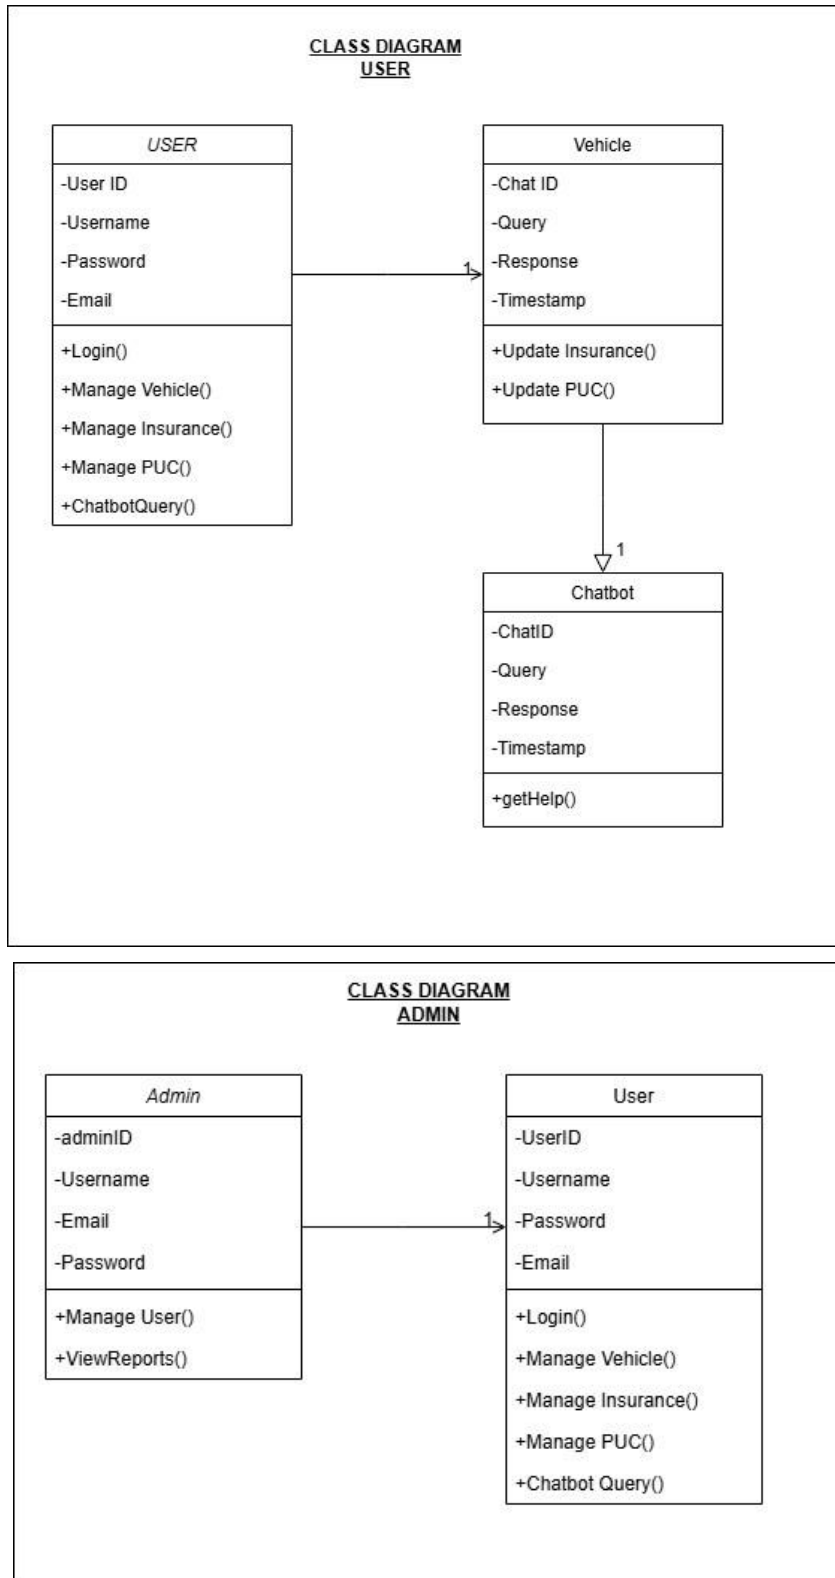 CLASS DIAGRAM
USER
USER
-User ID
-Username
-Password
-Email
+Login()
+Manage Vehicle()
+Manage Insurance()
+Manage PUC()
+ChatbotQuery()
1
Vehicle
-Chat ID
-Query
-Response
-Timestamp
+Update Insurance()
+Update PUC()
1
Chatbot
-ChatID
-Query
-Response
-Timestamp
+getHelp()
CLASS DIAGRAM
ADMIN
Admin
-adminID
-Username
-Email
-Password
+Manage User()
+ViewReports()
1
User
-UserID
-Username
-Password
-Email
+Login()
+Manage Vehicle()
+Manage Insurance()
+Manage PUC()
+Chatbot Query()